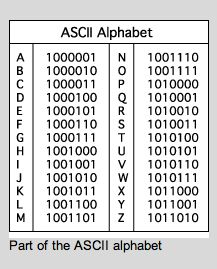 ASCII Alphabet
A 1000001 N 1001110
B 1000010 O 1001111
C 1000011 P 1010000
D 1000100 Q 1010001
E 1000101 R 1010010
F 1000110 S 1010011
G 1000111 T 1010100
H 1001000 U 1010101
I 1001001 V 1010110
J 1001010 W 1010111
K 1001011 X 1011000
L 1001100 Y 1011001
M 1001101 Z 1011010
Part of the ASCII alphabet